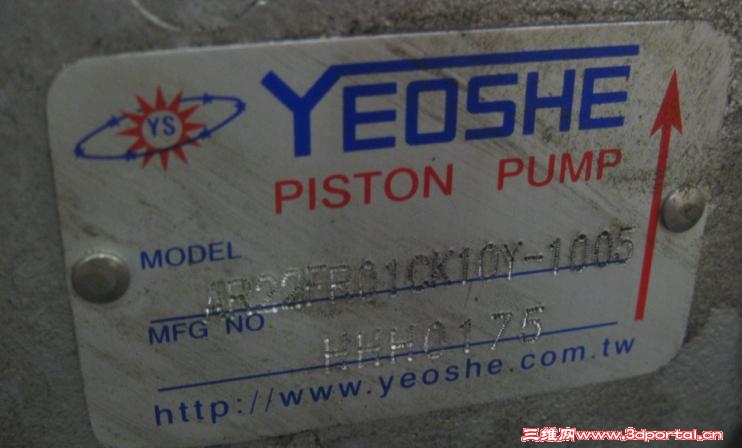 YS
YEOSHE
PISTON PUMP
MODEL
AR22FR01CK10Y-1005
MFG NO
HHH0175
http://www.yeoshe.com.tw
三维网www.3dportal.cn